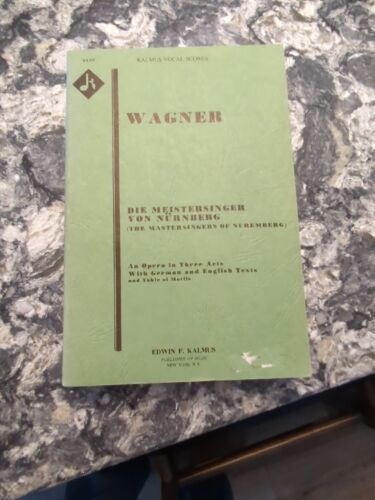 KALMUS VOCAL SCORES
WAGNER
DIE MEISTERSINGER
VON NÜRNBERG
(THE MASTERSINGERS OF NUREMBERG)
An Opera in Three Acts
With German and English Texts
and Table of Motifs
EDWIN F. KALMUS
PUBLISHER OF MUSIC
NEW YORK, N.Y.